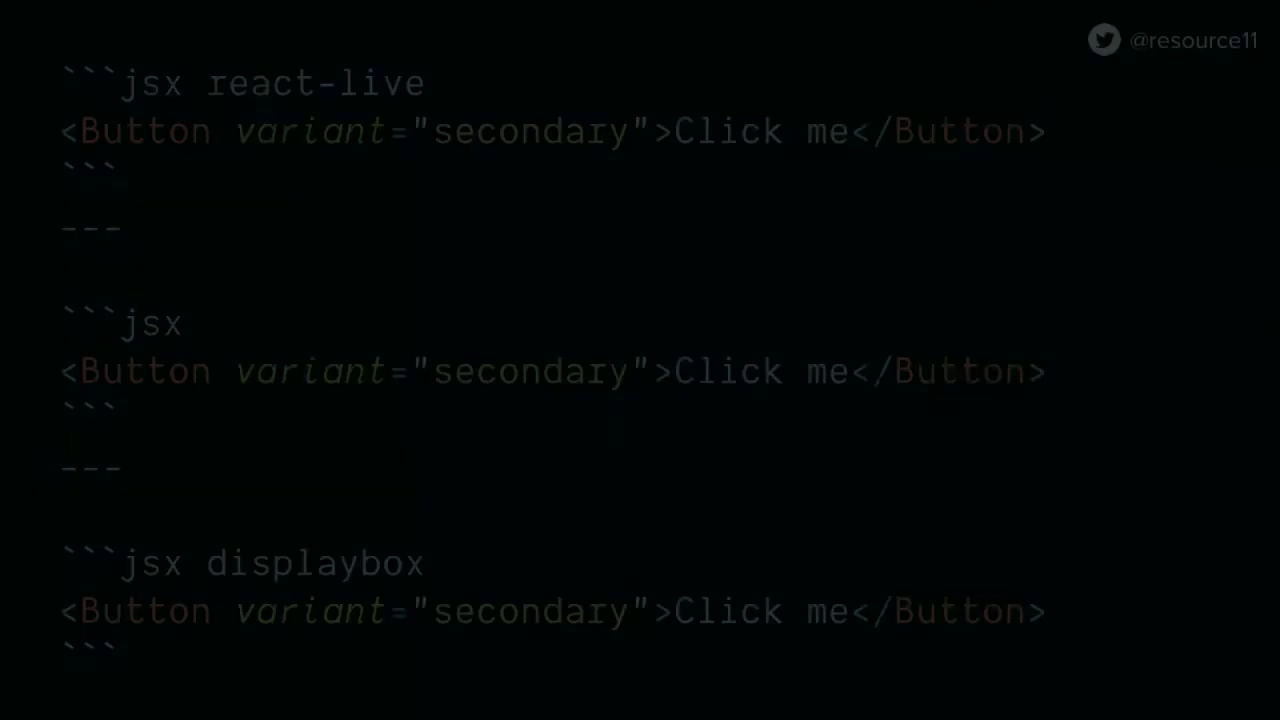 @resource11
```jsx react-live
<Button variant="secondary">Click me</Button>
```
---
```jsx
<Button variant="secondary">Click me</Button>
```
---
```jsx displaybox
<Button variant="secondary">Click me</Button>
```